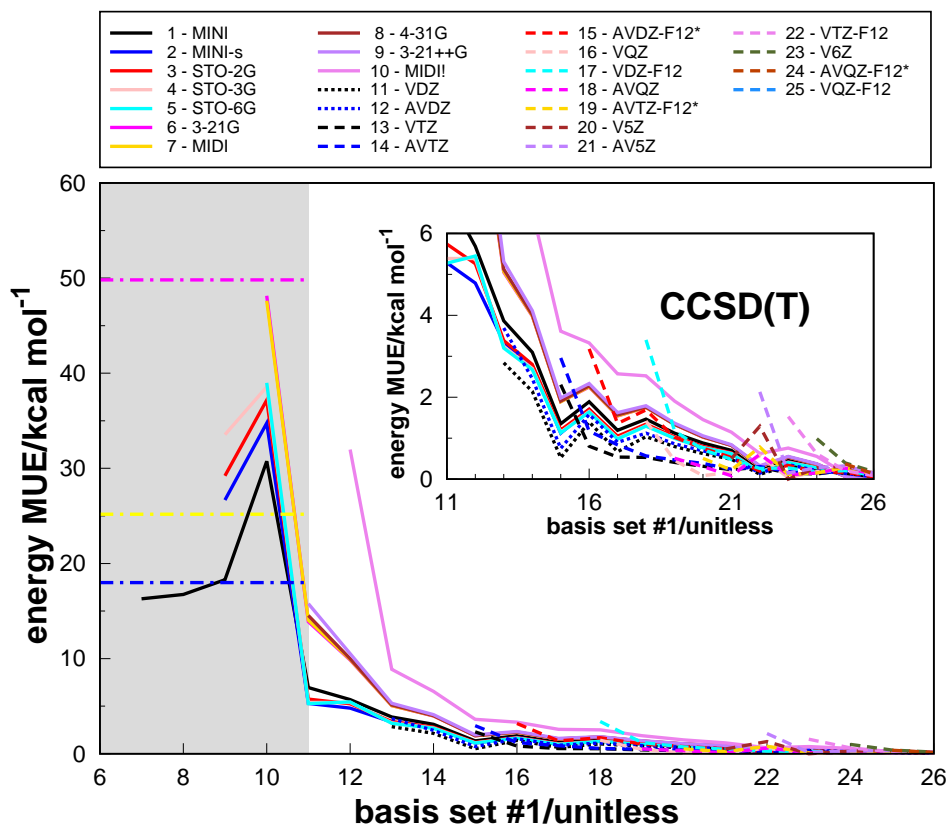 1 - MINI
2 - MINI-s
3 - STO-2G
4 - STO-3G
5 - STO-6G
6 - 3-21G
7 - MIDI
8 - 4-31G
9 - 3-21++G
10 - MIDI!
11 - VDZ
12 - AVDZ
13 - VTZ
14 - AVTZ
15 - AVDZ-F12*
16 - VQZ
17 - VDZ-F12
18 - AVQZ
19 - AVTZ-F12*
20 - V5Z
21 - AV5Z
22 - VTZ-F12
23 - V6Z
24 - AVQZ-F12*
25 - VQZ-F12
60
50
40
30
20
10
0
energy MUE/kcal mol⁻¹
6 8 10 12 14 16 18 20 22 24 26
basis set #1/unitless
CCSD(T)
6
4
2
0
energy MUE/kcal mol⁻¹
11 16 21 26
basis set #1/unitless